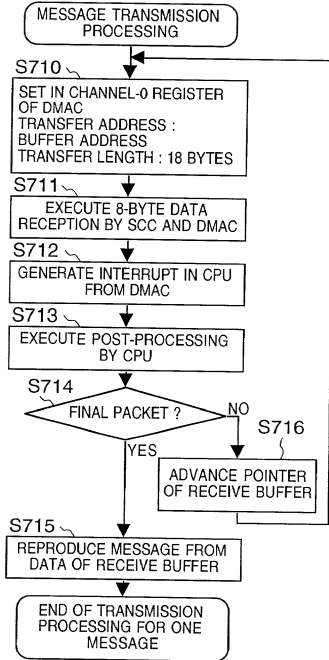 MESSAGE TRANSMISSION
PROCESSING
S710
SET IN CHANNEL-0 REGISTER
OF DMAC
TRANSFER ADDRESS :
BUFFER ADDRESS
TRANSFER LENGTH : 18 BYTES
S711
EXECUTE 8-BYTE DATA
RECEPTION BY SCC AND DMAC
S712
GENERATE INTERRUPT IN CPU
FROM DMAC
S713
EXECUTE POST-PROCESSING
BY CPU
S714
FINAL PACKET ?
NO
YES
S716
ADVANCE POINTER
OF RECEIVE BUFFER
S715
REPRODUCE MESSAGE FROM
DATA OF RECEIVE BUFFER
END OF TRANSMISSION
PROCESSING FOR ONE
MESSAGE